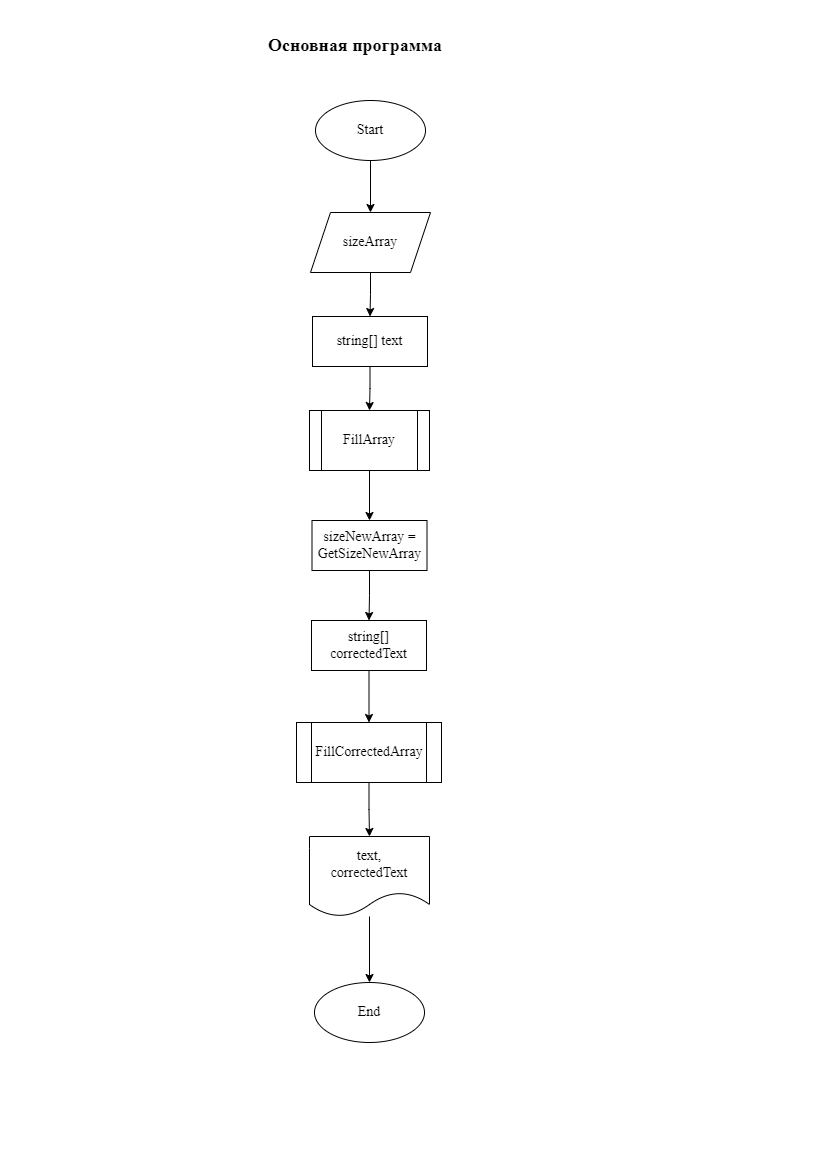 Основная программа
Start
sizeArray
string[] text
FillArray
sizeNewArray =
GetSizeNewArray
string[]
correctedText
FillCorrectedArray
text,
correctedText
End